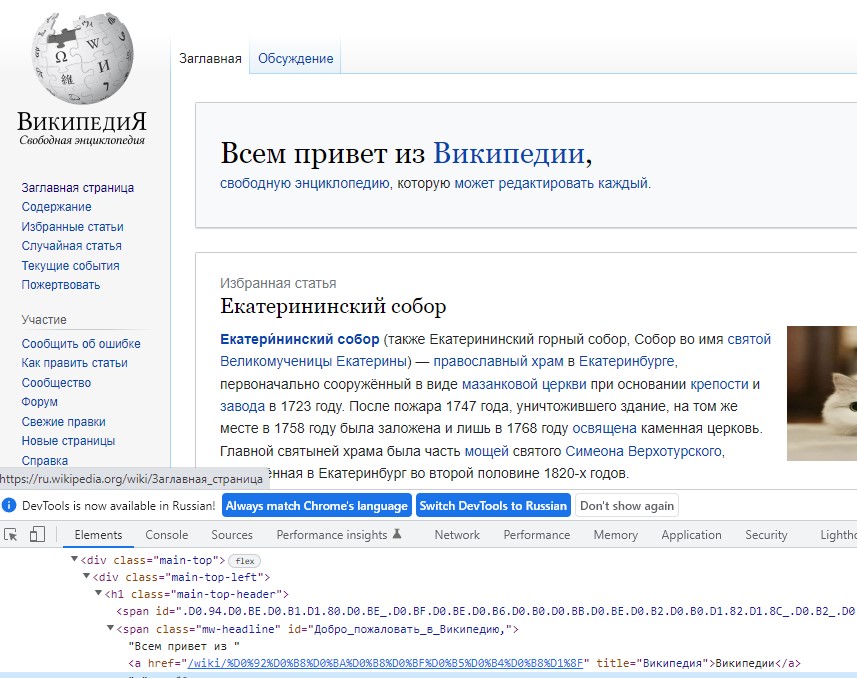 ВИКИПЕДИЯ
Свободная энциклопедия
Заглавная
Обсуждение
Заглавная страница
Содержание
Избранные статьи
Случайная статья
Текущие события
Пожертвовать
Участие
Сообщить об ошибке
Как править статьи
Сообщество
Форум
Свежие правки
Новые страницы
Справка
Всем привет из Википедии,
свободную энциклопедию, которую может редактировать каждый.
Избранная статья
Екатерининский собор
Екатери́нинский собор (также Екатерининский горный собор, Собор во имя святой
Великомученицы Екатерины) — православный храм в Екатеринбурге,
первоначально сооружённый в виде мазанковой церкви при основании крепости и
завода в 1723 году. После пожара 1747 года, уничтожившего здание, на том же
месте в 1758 году была заложена и лишь в 1768 году освящена каменная церковь.
Главной святыней храма была часть мощей святого Симеона Верхотурского,
ённая в Екатеринбург во второй половине 1820-х годов.
https://ru.wikipedia.org/wiki/Заглавная_страница
DevTools is now available in Russian! Always match Chrome's language Switch DevTools to Russian Don't show again
Elements Console Sources Performance insights Network Performance Memory Application Security Lighth
<div class="main-top"> flex
<div class="main-top-left">
<h1 class="main-top-header">
<span id=".D0.94.D0.BE.D0.B1.D1.80.D0.BE_.D0.BF.D0.BE.D0.B6.D0.B0.D0.BB.D0.BE.D0.B2.D0.B0.D1.82.D1.8C_.D0.B2_.D0
<span class="mw-headline" id="Добро_пожаловать_в_Википедию,">
"Всем привет из "
<a href="/wiki/%D0%92%D0%B8%D0%BA%D0%B8%D0%BF%D0%B5%D0%B4%D0%B8%D1%8F" title="Википедия">Википедии</a>